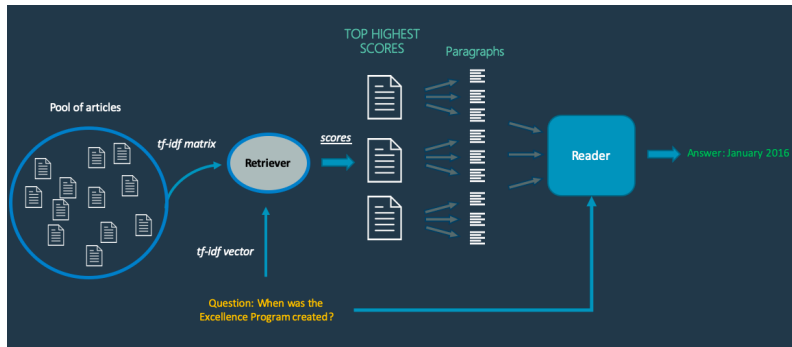 TOP HIGHEST
SCORES
Paragraphs
Pool of articles
tf-idf matrix
scores
Retriever
Reader
Answer: January 2016
tf-idf vector
Question: When was the
Excellence Program created?